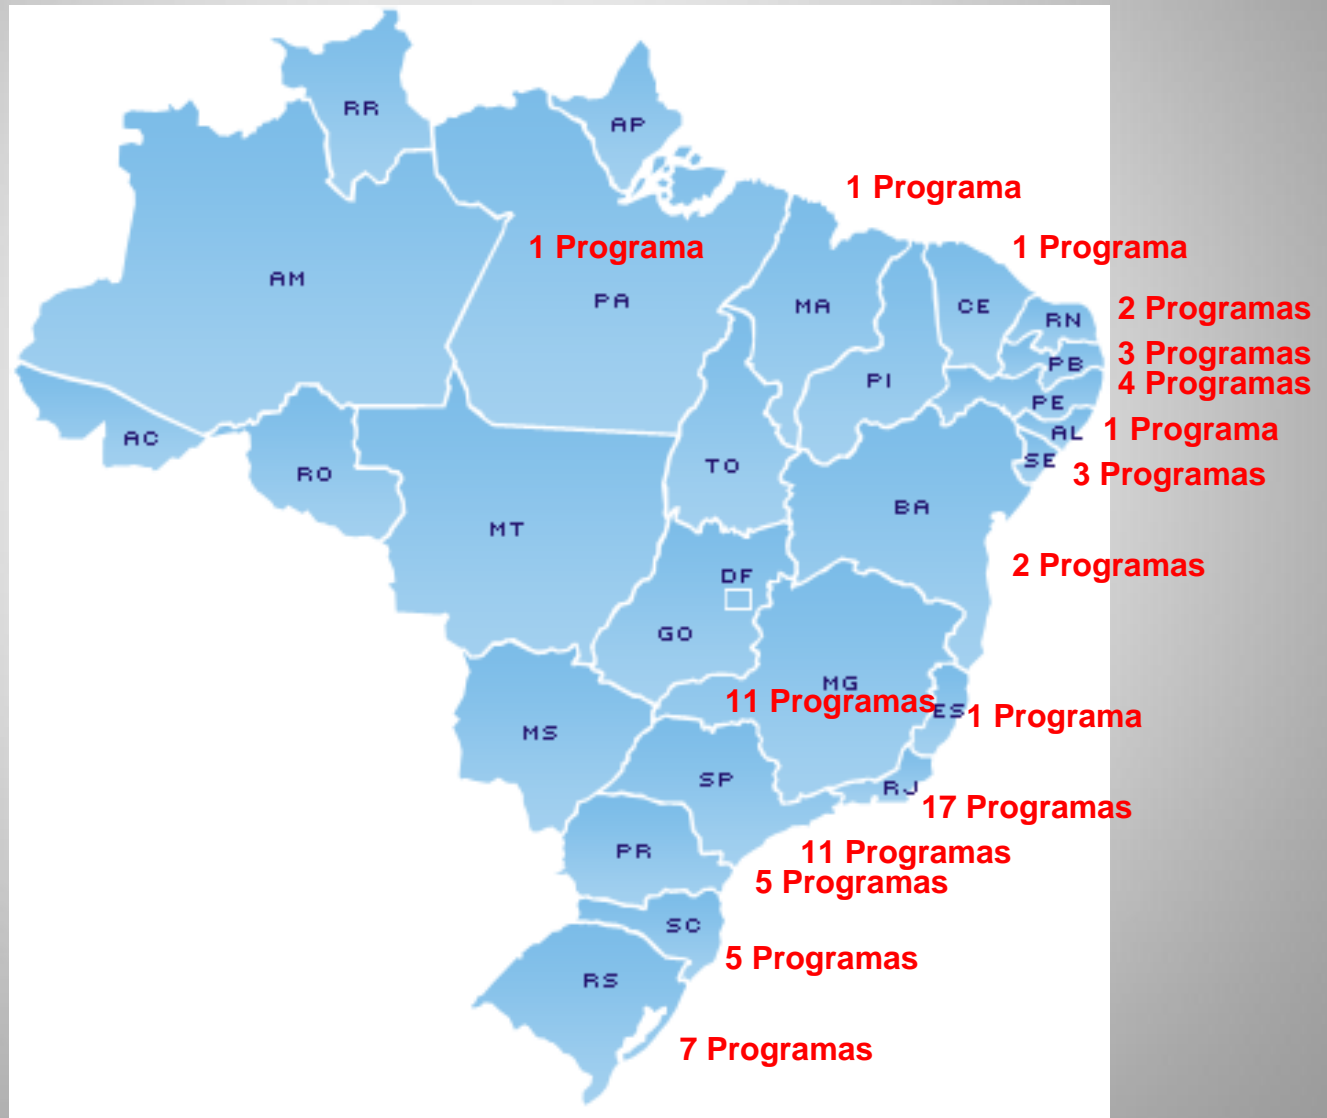 RR
AP
1 Programa
1 Programa
1 Programa
AM
PA
MA
CE
2 Programas
RN
3 Programas
PB
PI
4 Programas
PE
AL
1 Programa
AC
SE
3 Programas
RO
TO
BA
MT
2 Programas
DF
GO
MG
11 Programas
ES
1 Programa
MS
SP
RJ
17 Programas
PR
11 Programas
5 Programas
SC
5 Programas
RS
7 Programas